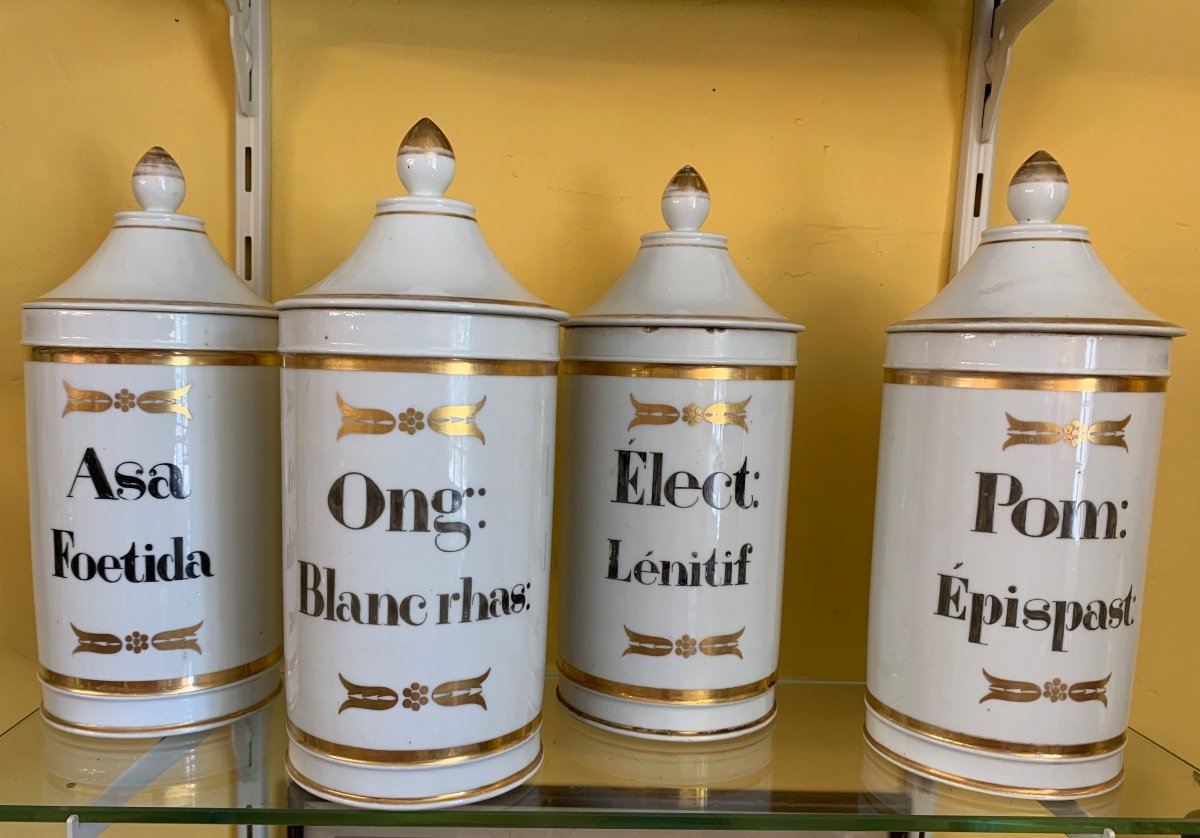 Asa
Foetida
Ong:
Blanc rhas:
Élect:
Lénitif
Pom:
Épispast: